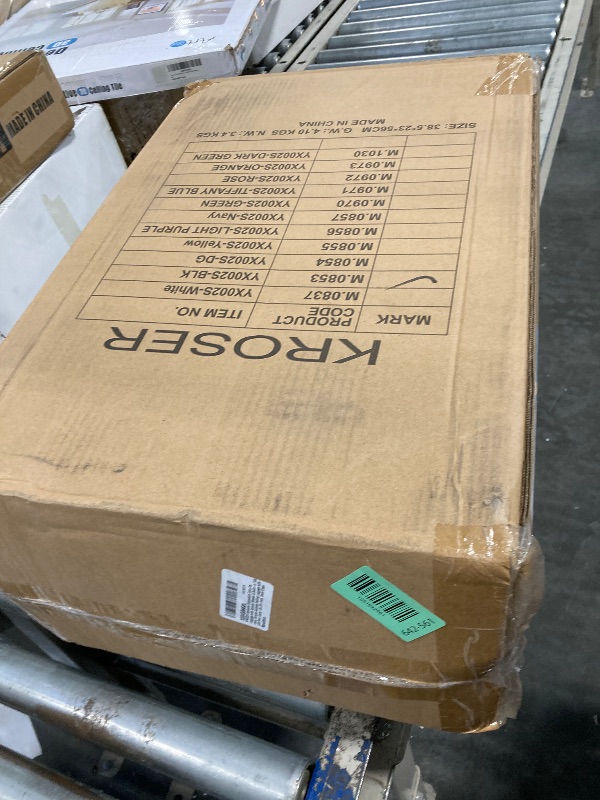 KROSER
MARK PRODUCT CODE ITEM NO.
M.0837 YX002S-White
✓ M.0853 YX002S-BLK
M.0854 YX002S-DG
M.0855 YX002S-Yellow
M.0856 YX002S-LIGHT PURPLE
M.0857 YX002S-Navy
M.0970 YX002S-GREEN
M.0971 YX002S-TIFFANY BLUE
M.0972 YX002S-ROSE
M.0973 YX002S-ORANGE
M.1030 YX002S-DARK GREEN
SIZE: 38.5*23*56CM G.W.: 4.10 KGS N.W.: 3.4 KGS
MADE IN CHINA
642-561
MADE IN CHINA
Ceiling Tile